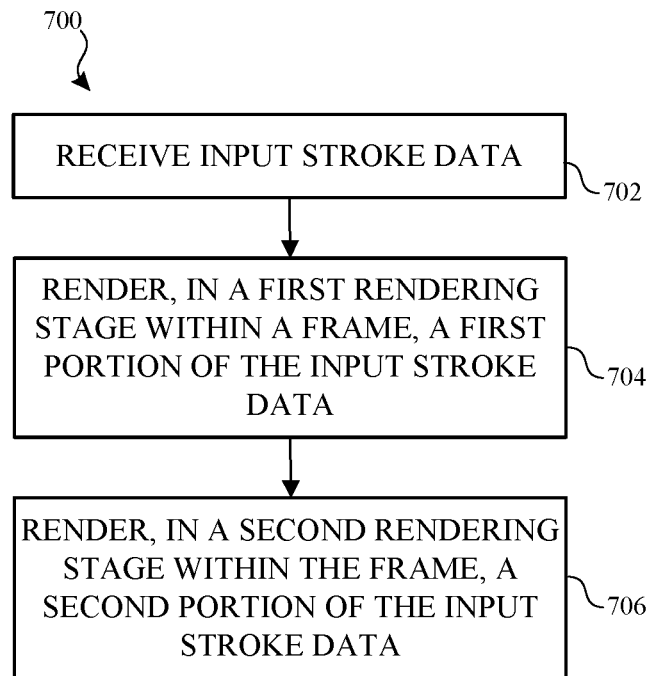 700
RECEIVE INPUT STROKE DATA
702
RENDER, IN A FIRST RENDERING
STAGE WITHIN A FRAME, A FIRST
PORTION OF THE INPUT STROKE
DATA
704
RENDER, IN A SECOND RENDERING
STAGE WITHIN THE FRAME, A
SECOND PORTION OF THE INPUT
STROKE DATA
706